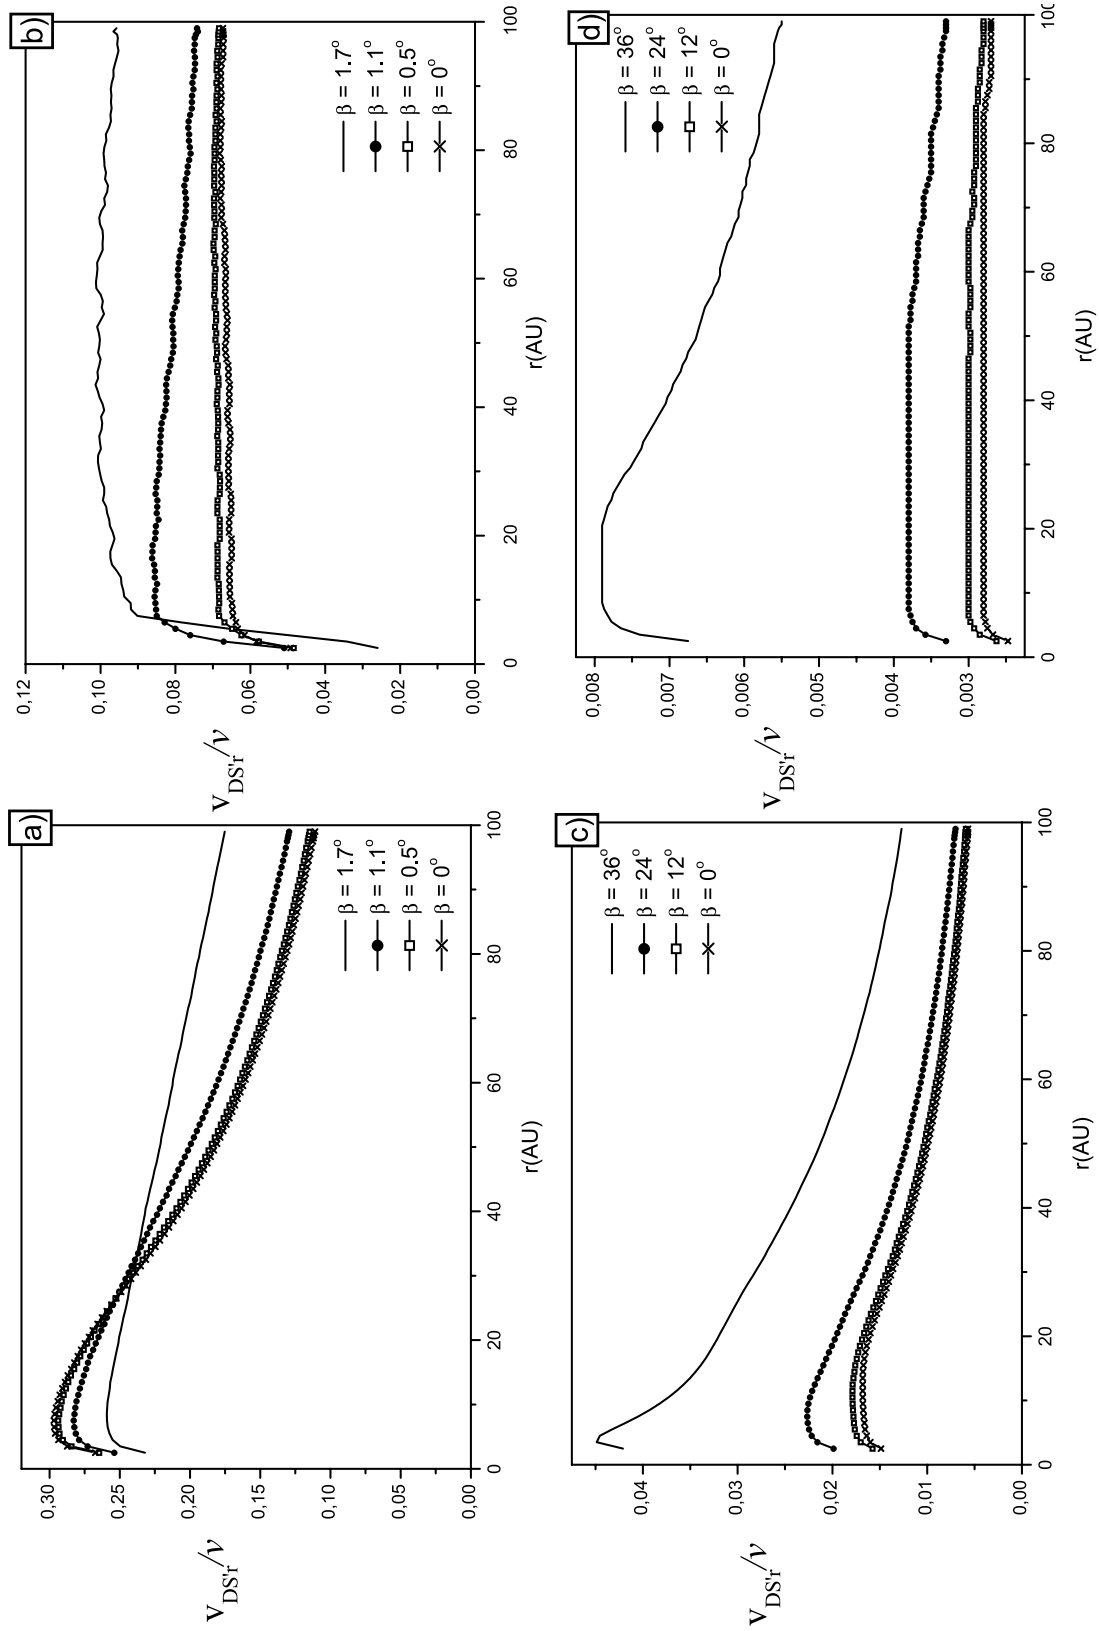 a)
0,30
0,25
0,20
0,15
0,10
0,05
0,00
0
20
40
60
80
100
r(AU)
V_DS'r/ν
β = 1.7°
β = 1.1°
β = 0.5°
β = 0°
b)
0,12
0,10
0,08
0,06
0,04
0,02
0,00
0
20
40
60
80
100
r(AU)
V_DS'r/ν
β = 1.7°
β = 1.1°
β = 0.5°
β = 0°
c)
0,04
0,03
0,02
0,01
0,00
0
20
40
60
80
100
r(AU)
V_DS'r/ν
β = 36°
β = 24°
β = 12°
β = 0°
d)
0,008
0,007
0,006
0,005
0,004
0,003
0
20
40
60
80
100
r(AU)
V_DS'r/ν
β = 36°
β = 24°
β = 12°
β = 0°